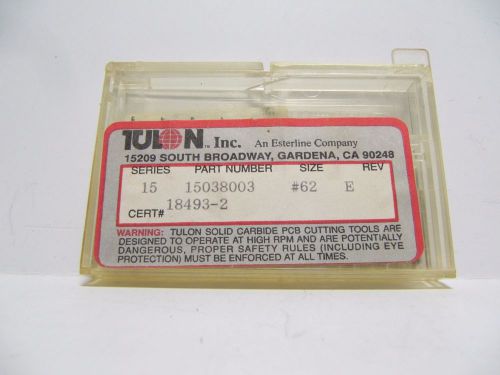 TULON™ Inc. An Esterline Company
15209 SOUTH BROADWAY, GARDENA, CA 90248
SERIES PART NUMBER SIZE REV
15 15038003 #62 E
CERT# 18493-2
WARNING: TULON SOLID CARBIDE PCB CUTTING TOOLS ARE
DESIGNED TO OPERATE AT HIGH RPM AND ARE POTENTIALLY
DANGEROUS, PROPER SAFETY RULES (INCLUDING EYE
PROTECTION) MUST BE ENFORCED AT ALL TIMES.